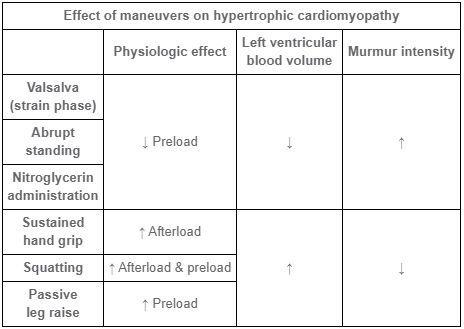 Effect of maneuvers on hypertrophic cardiomyopathy
Physiologic effect
Left ventricular
blood volume
Murmur intensity
Valsalva
(strain phase)
Abrupt
standing
Nitroglycerin
administration
↓ Preload
↓
↑
Sustained
hand grip
↑ Afterload
Squatting
↑ Afterload & preload
Passive
leg raise
↑ Preload
↑
↓